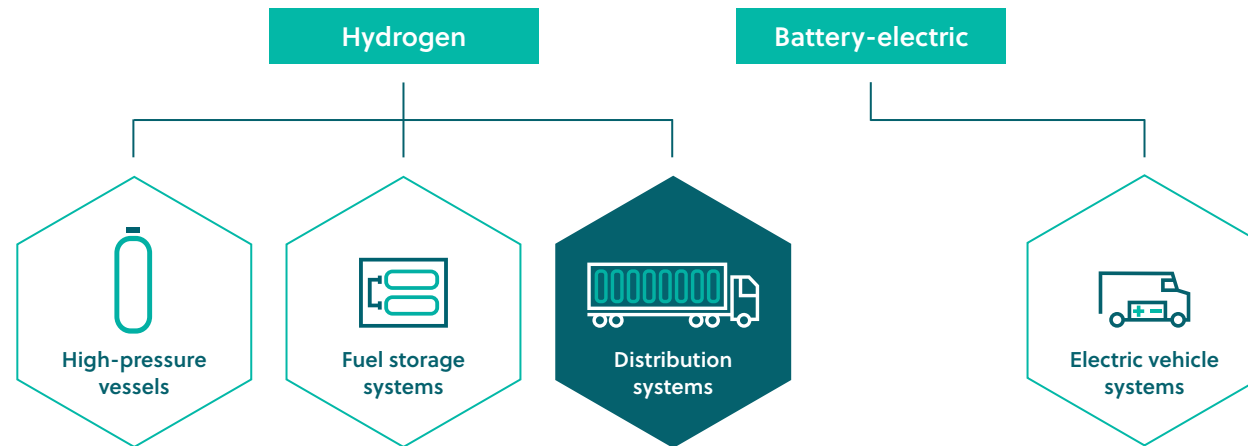 Hydrogen
Battery-electric
High-pressure
vessels
Fuel storage
systems
Distribution
systems
Electric vehicle
systems